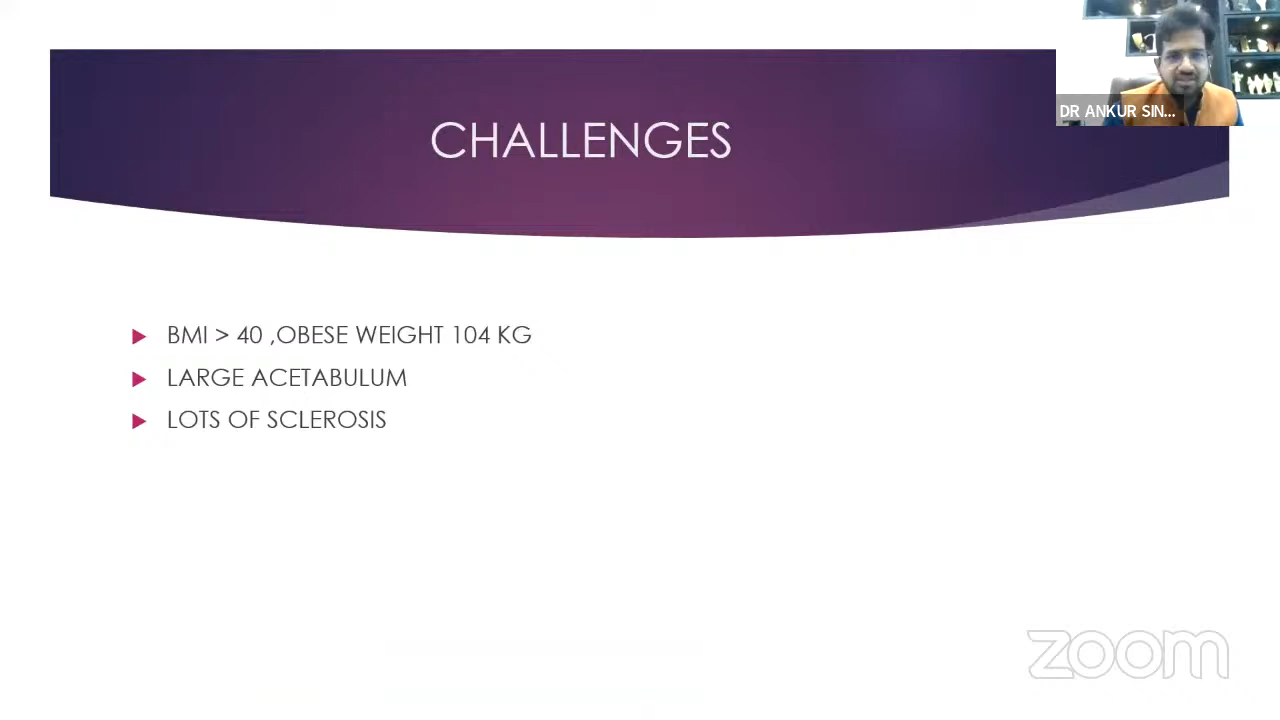 CHALLENGES
DR ANKUR SIN...
BMI > 40 ,OBESE WEIGHT 104 KG
LARGE ACETABULUM
LOTS OF SCLEROSIS
zoom